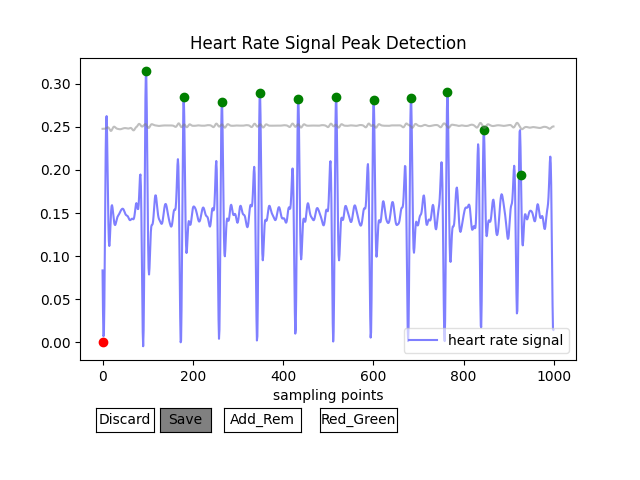 Heart Rate Signal Peak Detection
0.30
0.25
0.20
0.15
0.10
0.05
0.00
heart rate signal
0 200 400 600 800 1000
sampling points
Discard Save Add_Rem Red_Green